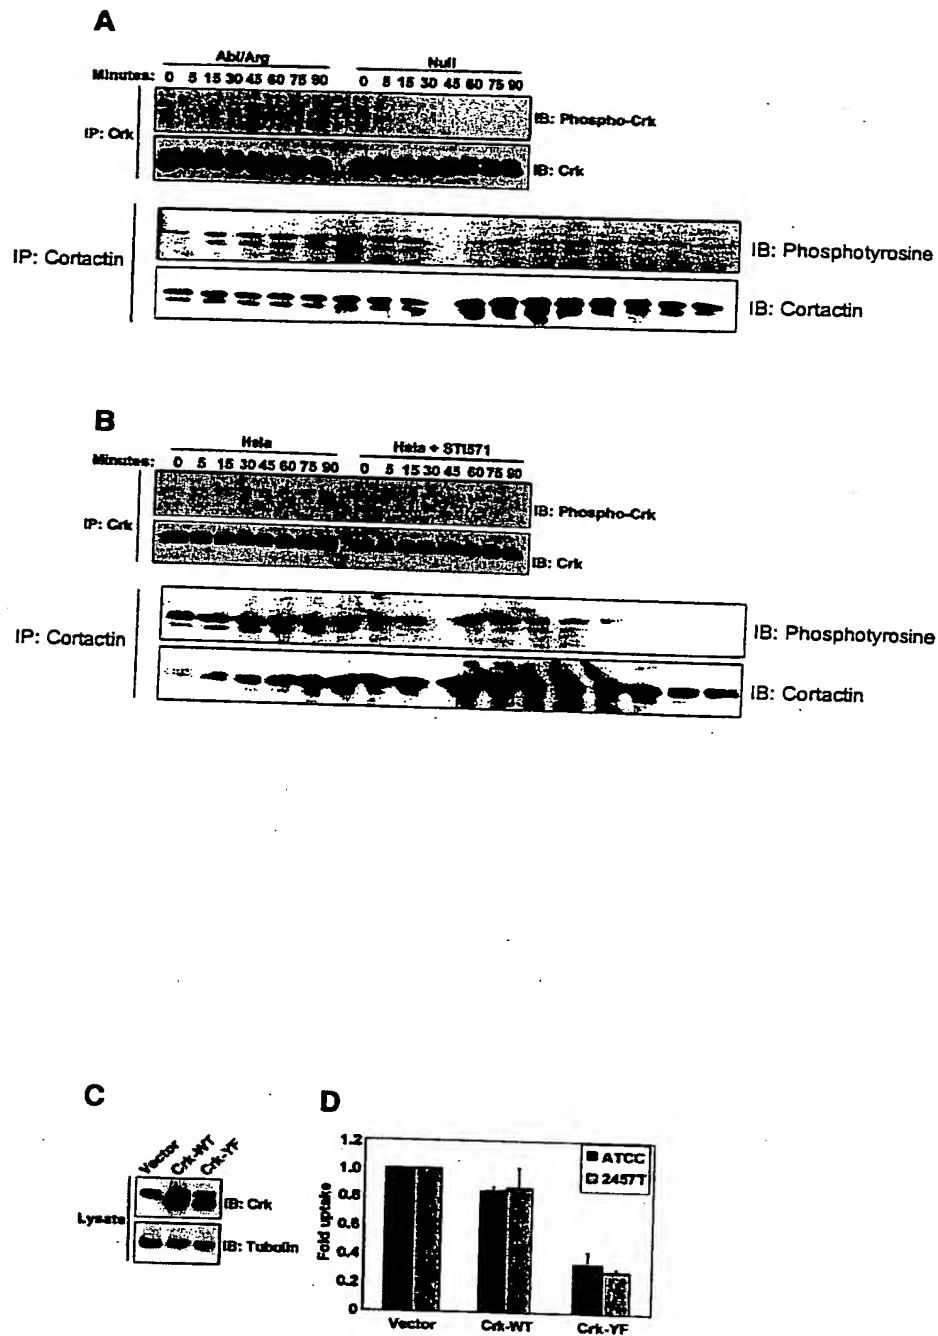 A
Abl/Arg Null
Minutes: 0 5 15 30 45 60 75 90 0 5 15 30 45 60 75 90
IP: Crk
IB: Phospho-Crk
IB: Crk
IP: Cortactin
IB: Phosphotyrosine
IB: Cortactin
B
Hela Hela + STI571
Minutes: 0 5 15 30 45 60 75 90 0 5 15 30 45 60 75 90
IP: Crk
IB: Phospho-Crk
IB: Crk
IP: Cortactin
IB: Phosphotyrosine
IB: Cortactin
C
Vector Crk-WT Crk-YF
Lysate
IB: Crk
IB: Tubulin
D
Fold uptake
1.2
1.0
0.8
0.6
0.4
0.2
0
ATCC
2457T
Vector Crk-WT Crk-YF